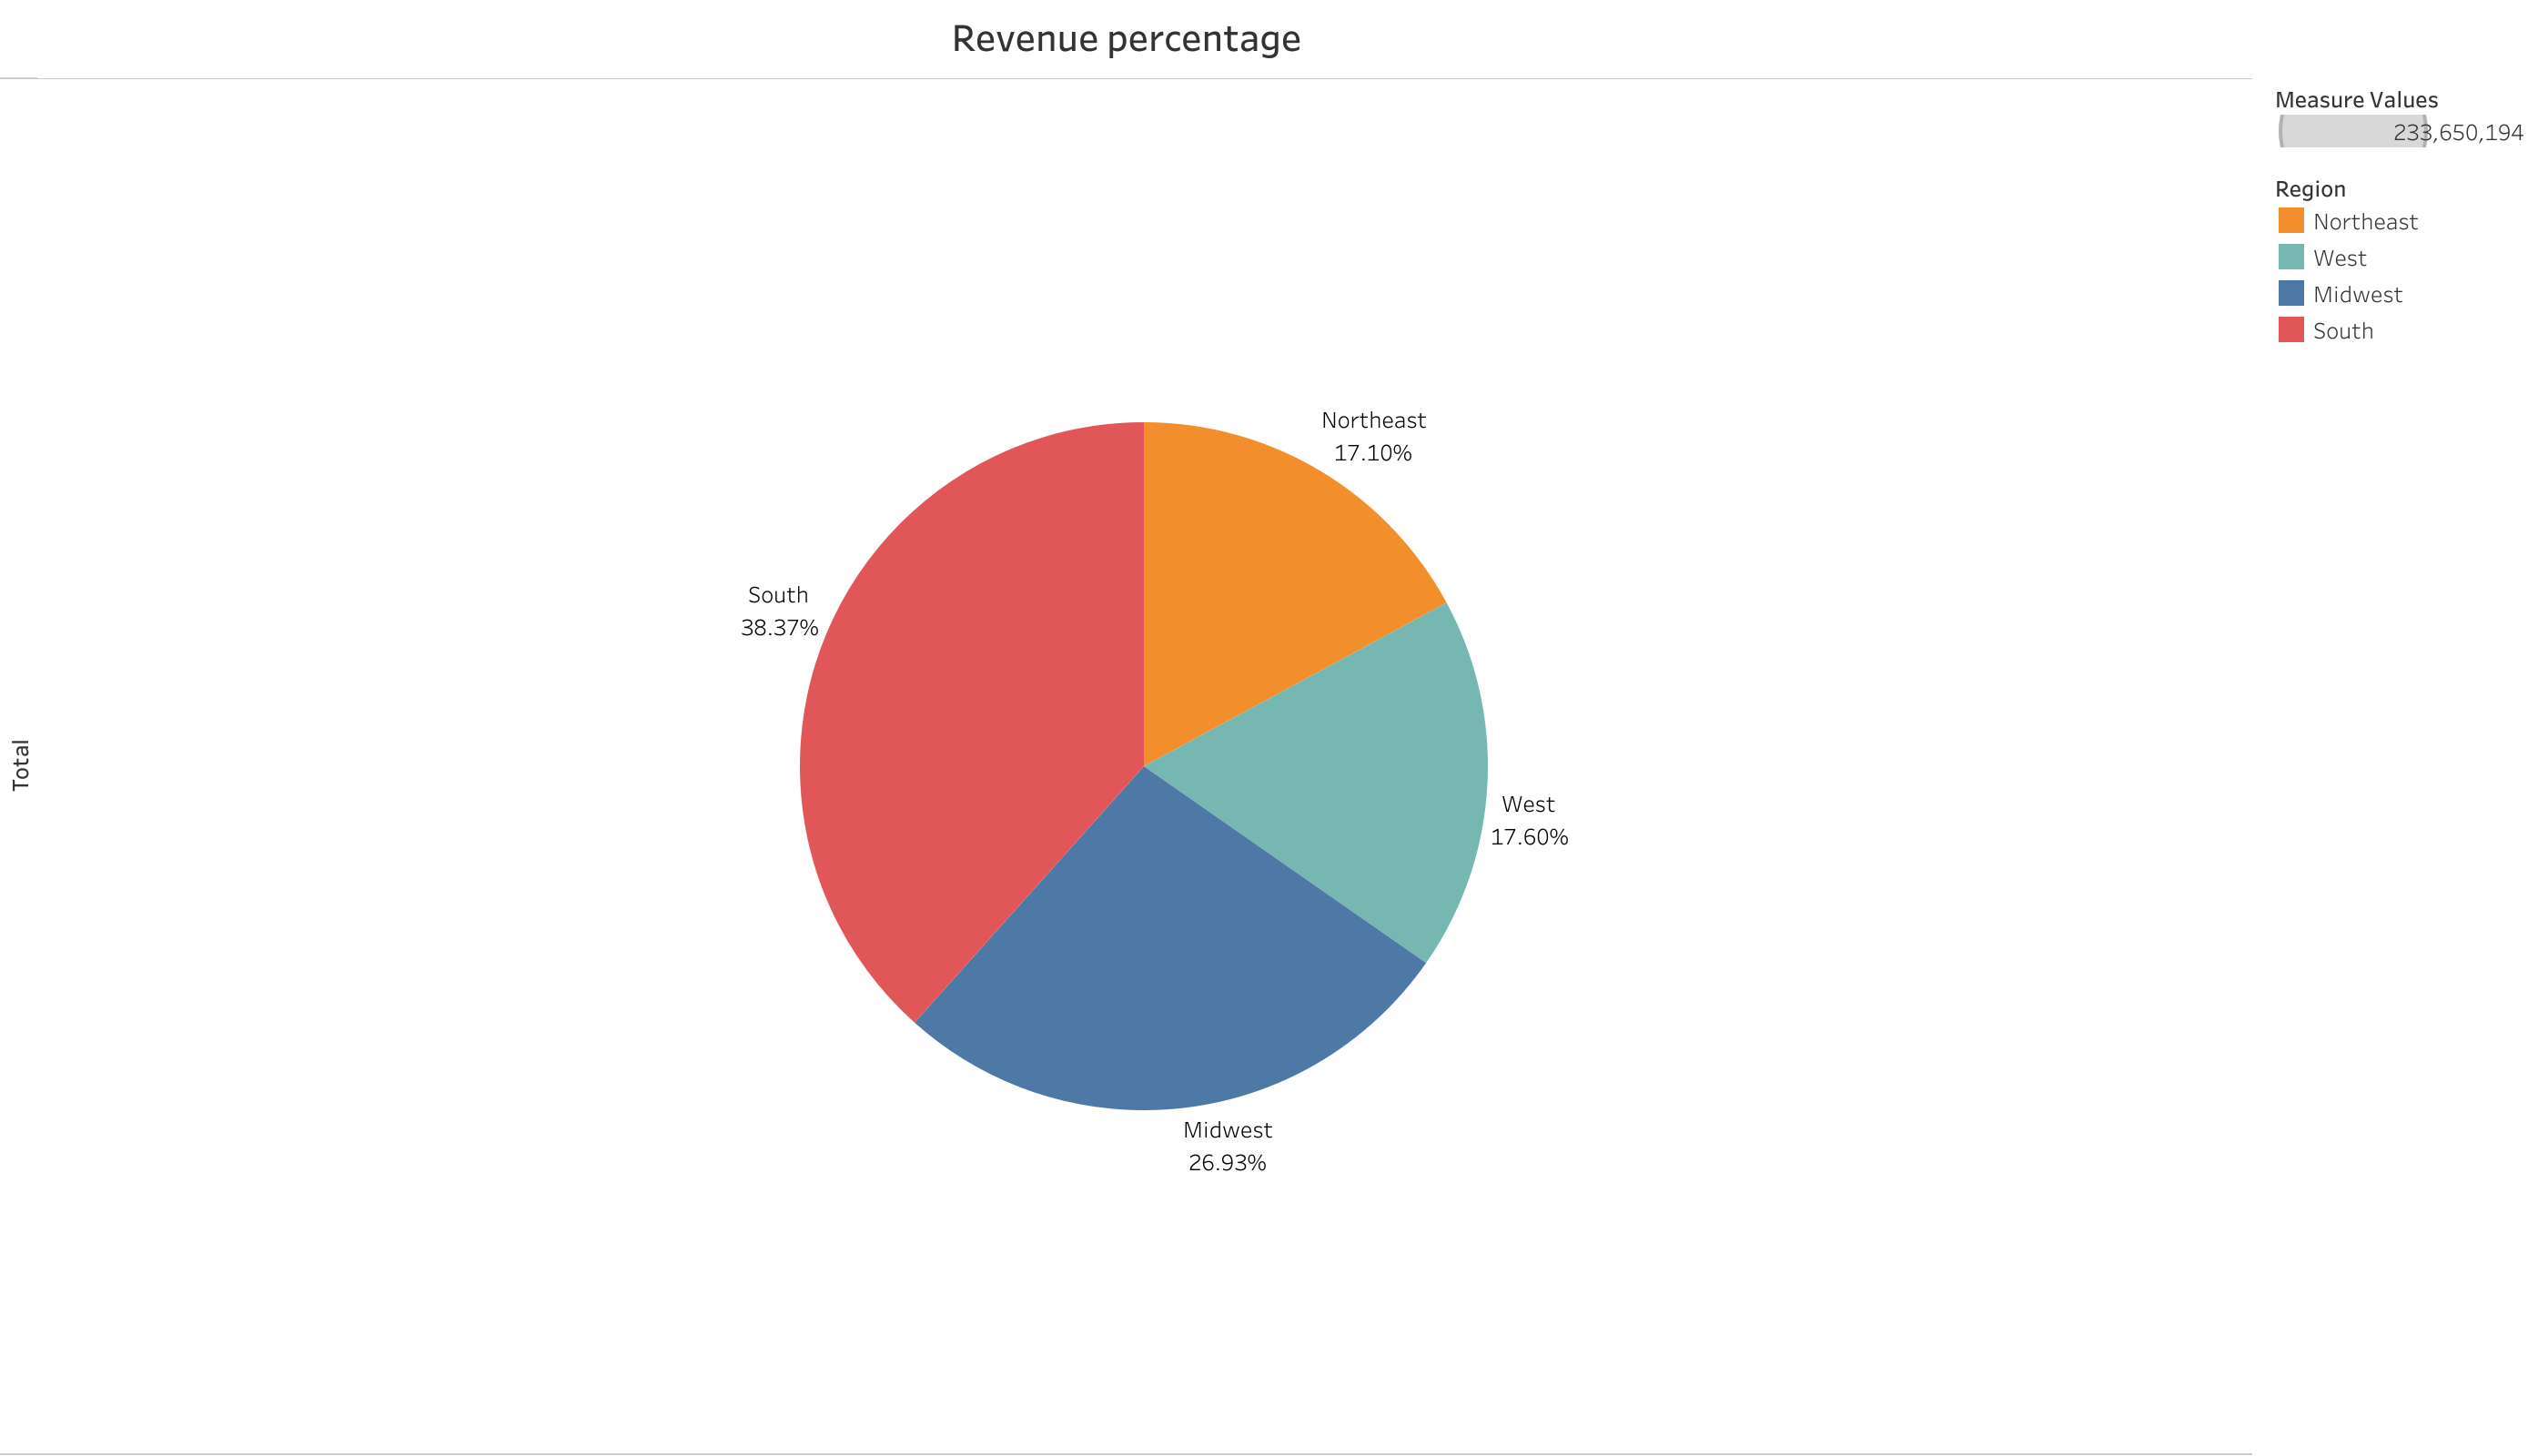 Revenue percentage
Measure Values
233,650,194
Region
Northeast
West
Midwest
South
Northeast
17.10%
South
38.37%
Total
West
17.60%
Midwest
26.93%